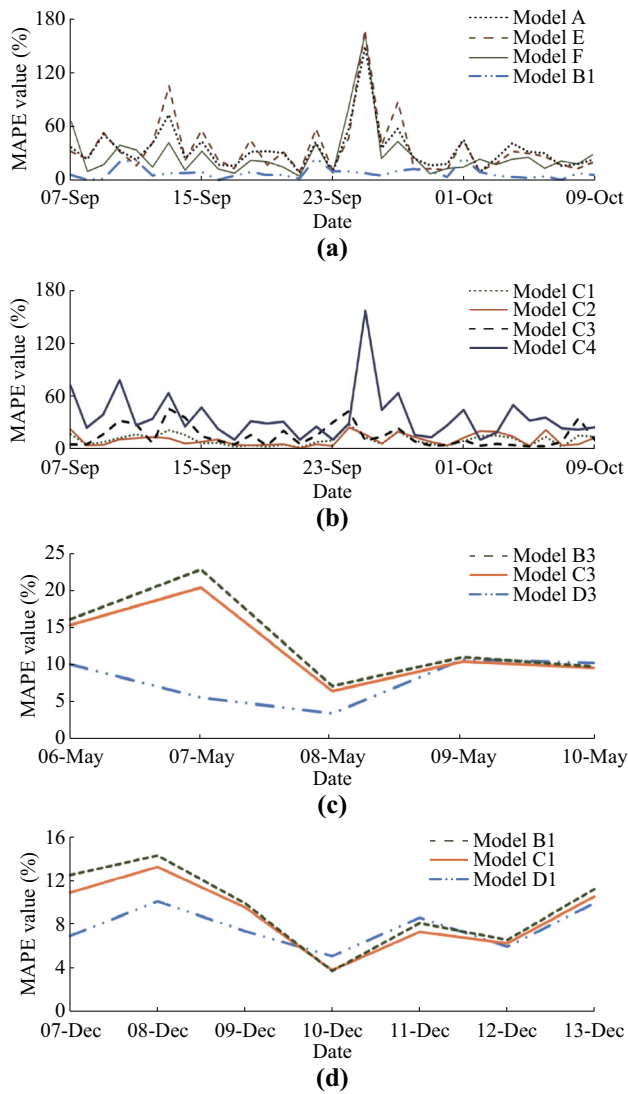 180
120
60
0
MAPE value (%)
Model A
Model E
Model F
Model B1
07-Sep 15-Sep 23-Sep 01-Oct 09-Oct
Date
(a)
180
120
60
0
MAPE value (%)
Model C1
Model C2
Model C3
Model C4
07-Sep 15-Sep 23-Sep 01-Oct 09-Oct
Date
(b)
25
20
15
10
5
0
MAPE value (%)
Model B3
Model C3
Model D3
06-May 07-May 08-May 09-May 10-May
Date
(c)
16
12
8
4
0
MAPE value (%)
Model B1
Model C1
Model D1
07-Dec 08-Dec 09-Dec 10-Dec 11-Dec 12-Dec 13-Dec
Date
(d)